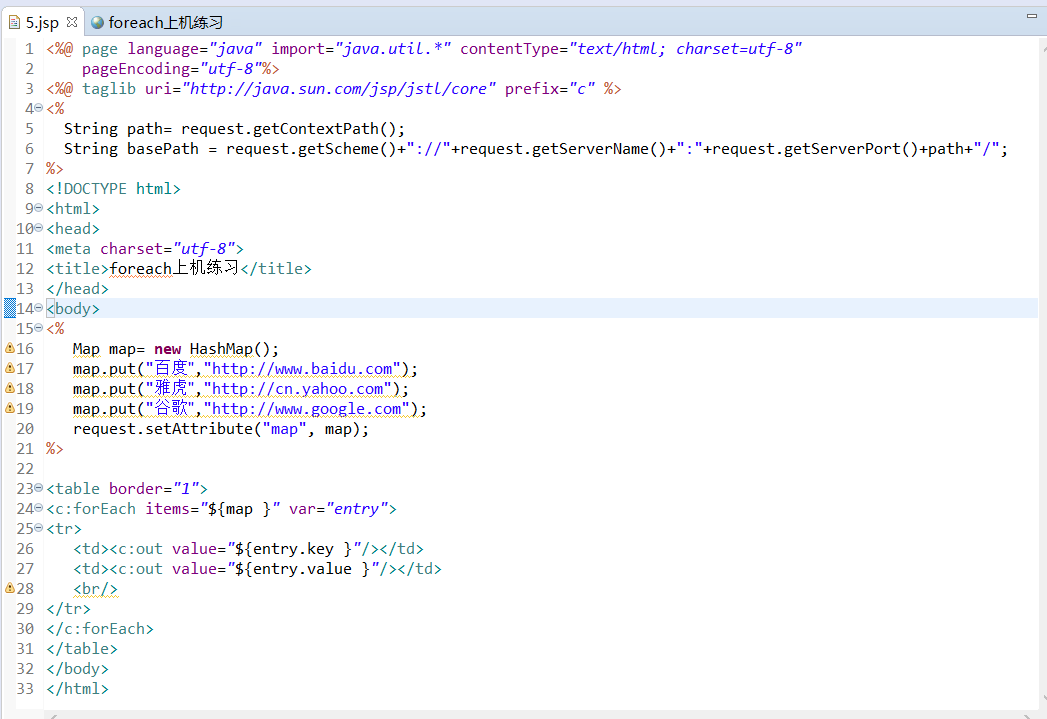 5.jsp foreach上机练习
1 <%@ page language="java" import="java.util.*" contentType="text/html; charset=utf-8"
2 pageEncoding="utf-8"%>
3 <%@ taglib uri="http://java.sun.com/jsp/jstl/core" prefix="c" %>
4 <%
5 String path= request.getContextPath();
6 String basePath = request.getScheme()+"://"+request.getServerName()+":"+request.getServerPort()+path+"/";
7 %>
8 <!DOCTYPE html>
9 <html>
10 <head>
11 <meta charset="utf-8">
12 <title>foreach上机练习</title>
13 </head>
14 <body>
15 <%
16 Map map= new HashMap();
17 map.put("百度","http://www.baidu.com");
18 map.put("雅虎","http://cn.yahoo.com");
19 map.put("谷歌","http://www.google.com");
20 request.setAttribute("map", map);
21 %>
22
23 <table border="1">
24 <c:forEach items="${map }" var="entry">
25 <tr>
26 <td><c:out value="${entry.key }"/></td>
27 <td><c:out value="${entry.value }"/></td>
28 <br/>
29 </tr>
30 </c:forEach>
31 </table>
32 </body>
33 </html>